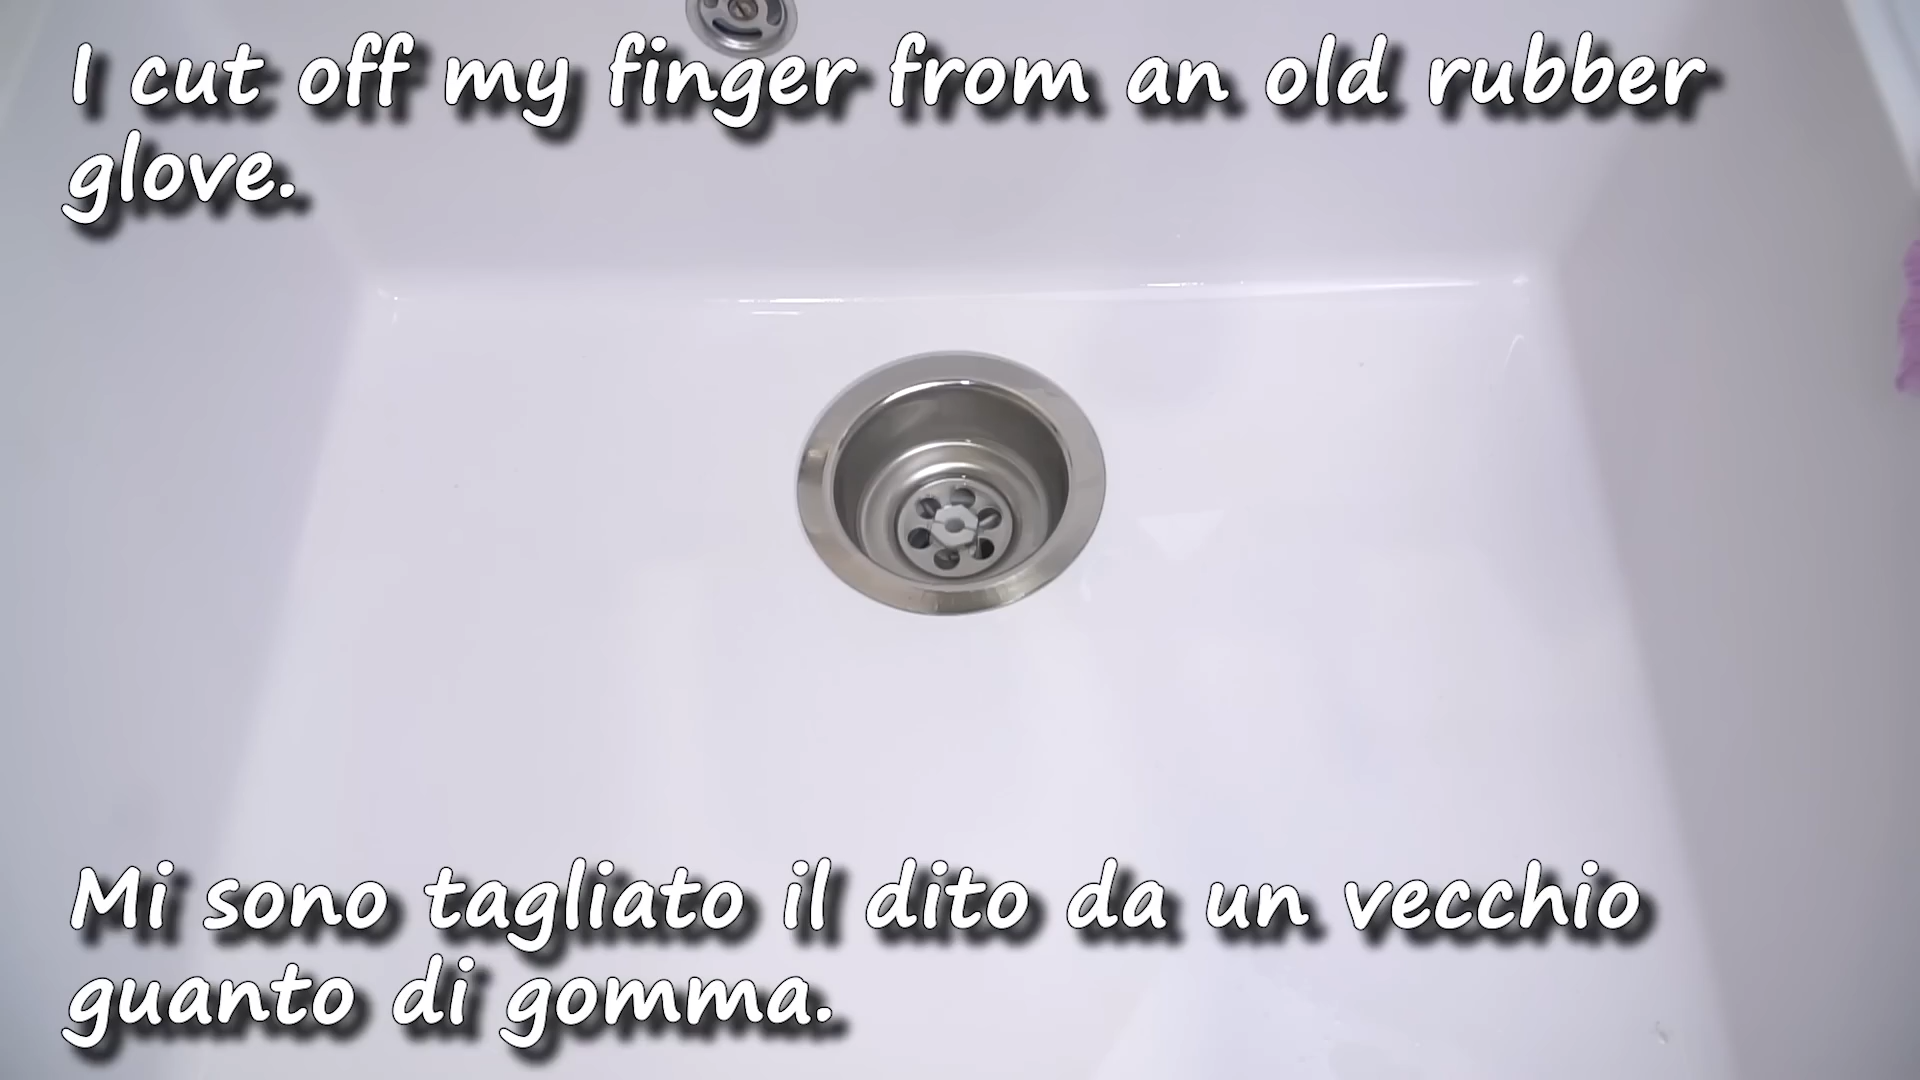 I cut off my finger from an old rubber
glove.
Mi sono tagliato il dito da un vecchio
guanto di gomma.